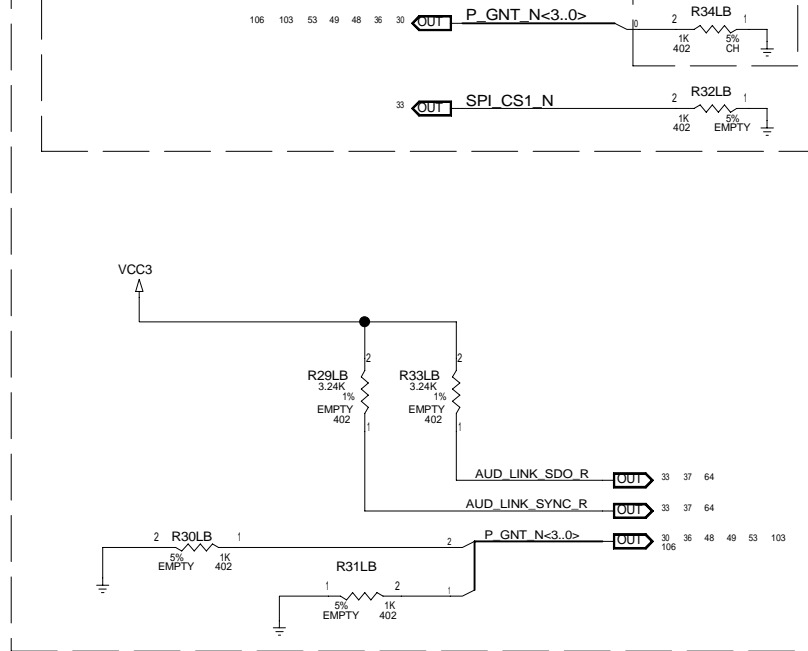 106 103 53 49 48 36 30 OUT P_GNT_N<3..0> 0 2 R34LB 1
1K 5%
402 CH
33 OUT SPI_CS1_N 2 R32LB 1
1K 5%
402 EMPTY
VCC3
2 2
R29LB R33LB
3.24K 3.24K
1% 1%
EMPTY EMPTY
402 402
1 1
AUD_LINK_SDO_R OUT 33 37 64
AUD_LINK_SYNC_R OUT 33 37 64
2 R30LB 1 2 P_GNT_N<3..0> OUT 30 36 48 49 53 103
106
5% 1K
EMPTY 402
R31LB
1 2 1
5% 1K
EMPTY 402